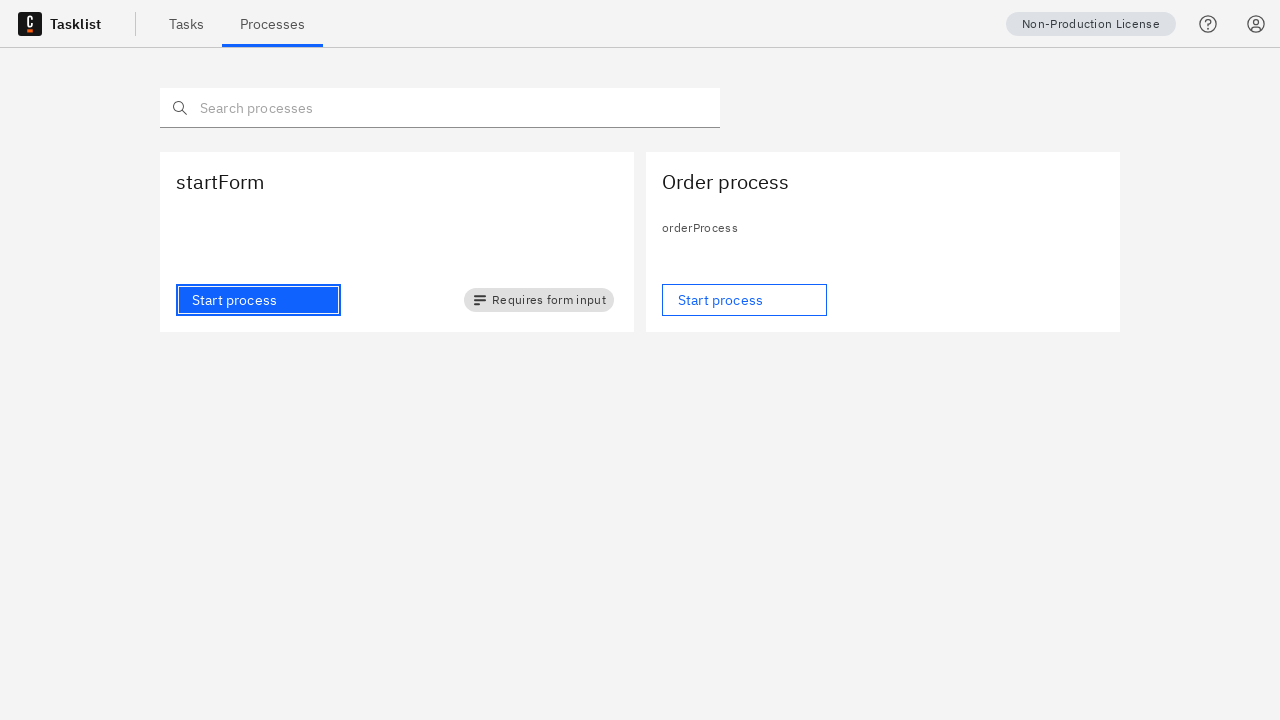 Tasklist
Tasks
Processes
Non-Production License
Search processes
startForm
Start process
Requires form input
Order process
orderProcess
Start process